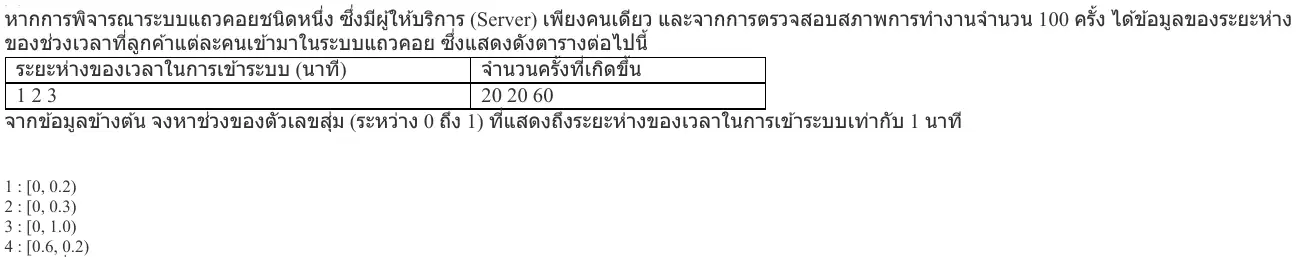 หากการพิจารณาระบบแถวคอยชนิดหนึ่ง ซึ่งมีผู้ให้บริการ (Server) เพียงคนเดียว และจากการตรวจสอบสภาพการทำงานจำนวน 100 ครั้ง ได้ข้อมูลของระยะห่าง
ของช่วงเวลาที่ลูกค้าแต่ละคนเข้ามาในระบบแถวคอย ซึ่งแสดงดังตารางต่อไปนี้
ระยะห่างของเวลาในการเข้าระบบ (นาที) จำนวนครั้งที่เกิดขึ้น
1 2 3 20 20 60
จากข้อมูลข้างต้น จงหาช่วงของตัวเลขสุ่ม (ระหว่าง 0 ถึง 1) ที่แสดงถึงระยะห่างของเวลาในการเข้าระบบเท่ากับ 1 นาที
1 : [0, 0.2)
2 : [0, 0.3)
3 : [0, 1.0)
4 : [0.6, 0.2)